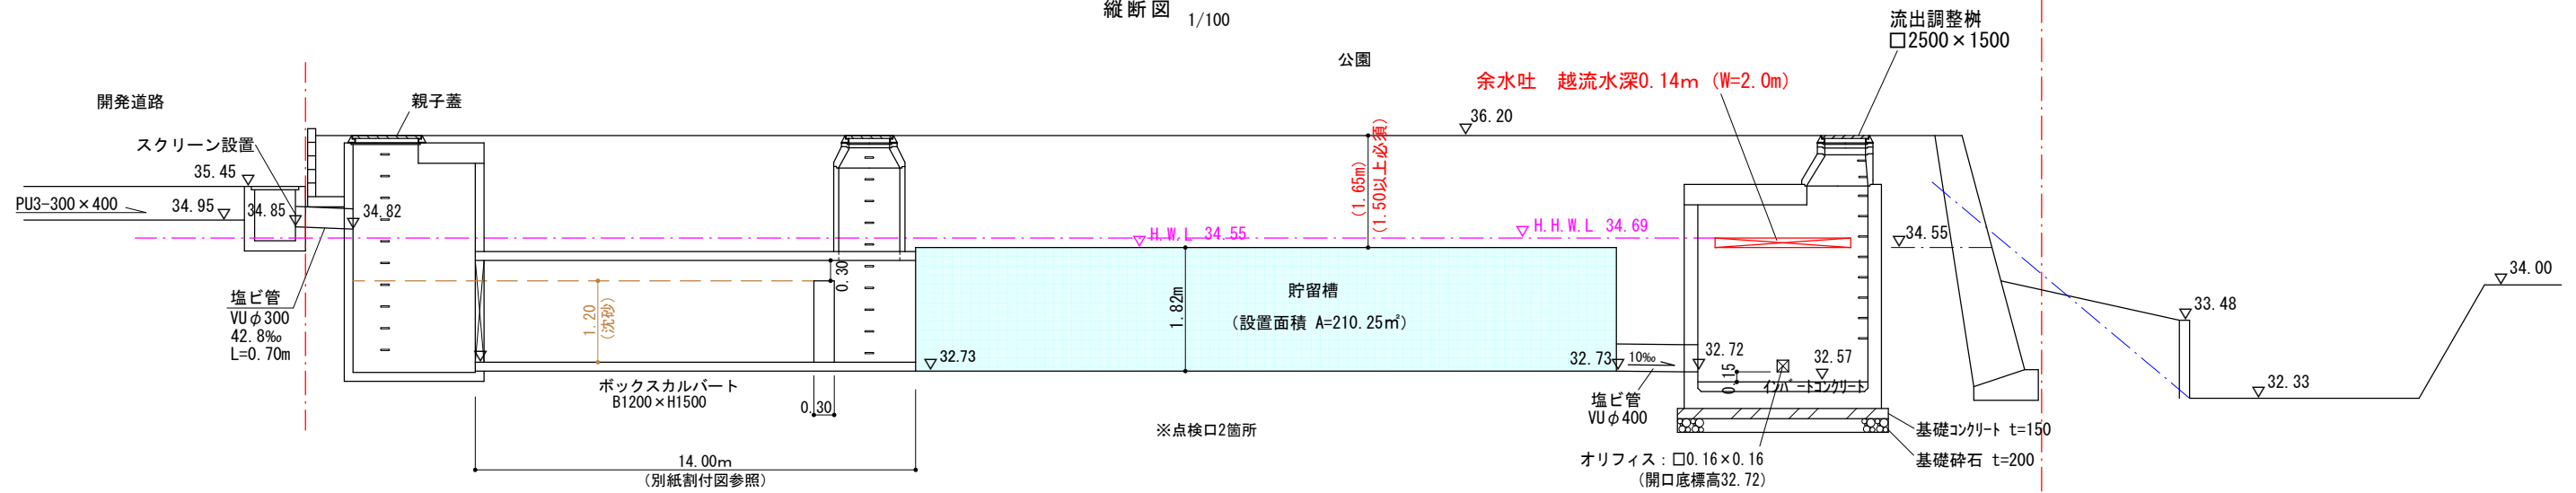 縦断図 1/100
流出調整桝
□2500×1500
公園
余水吐　越流水深0.14m (W=2.0m)
開発道路
親子蓋
36.20
スクリーン設置
35.45
(1.65m)
(1.50以上必須)
PU3-300×400
34.95
34.85
34.82
H.W.L 34.55
H.H.W.L 34.69
34.55
34.00
0.30
塩ビ管
VUφ300
42.8‰
L=0.70m
1.20
(沈砂)
1.82m
貯留槽
(設置面積 A=210.25㎡)
33.48
32.73
32.73
10‰
32.72
0.15
32.57
インバートコンクリート
32.33
ボックスカルバート
B1200×H1500
0.30
塩ビ管
VUφ400
※点検口2箇所
基礎コンクリート t=150
14.00m
(別紙割付図参照)
オリフィス：□0.16×0.16
(開口底標高32.72)
基礎砕石 t=200